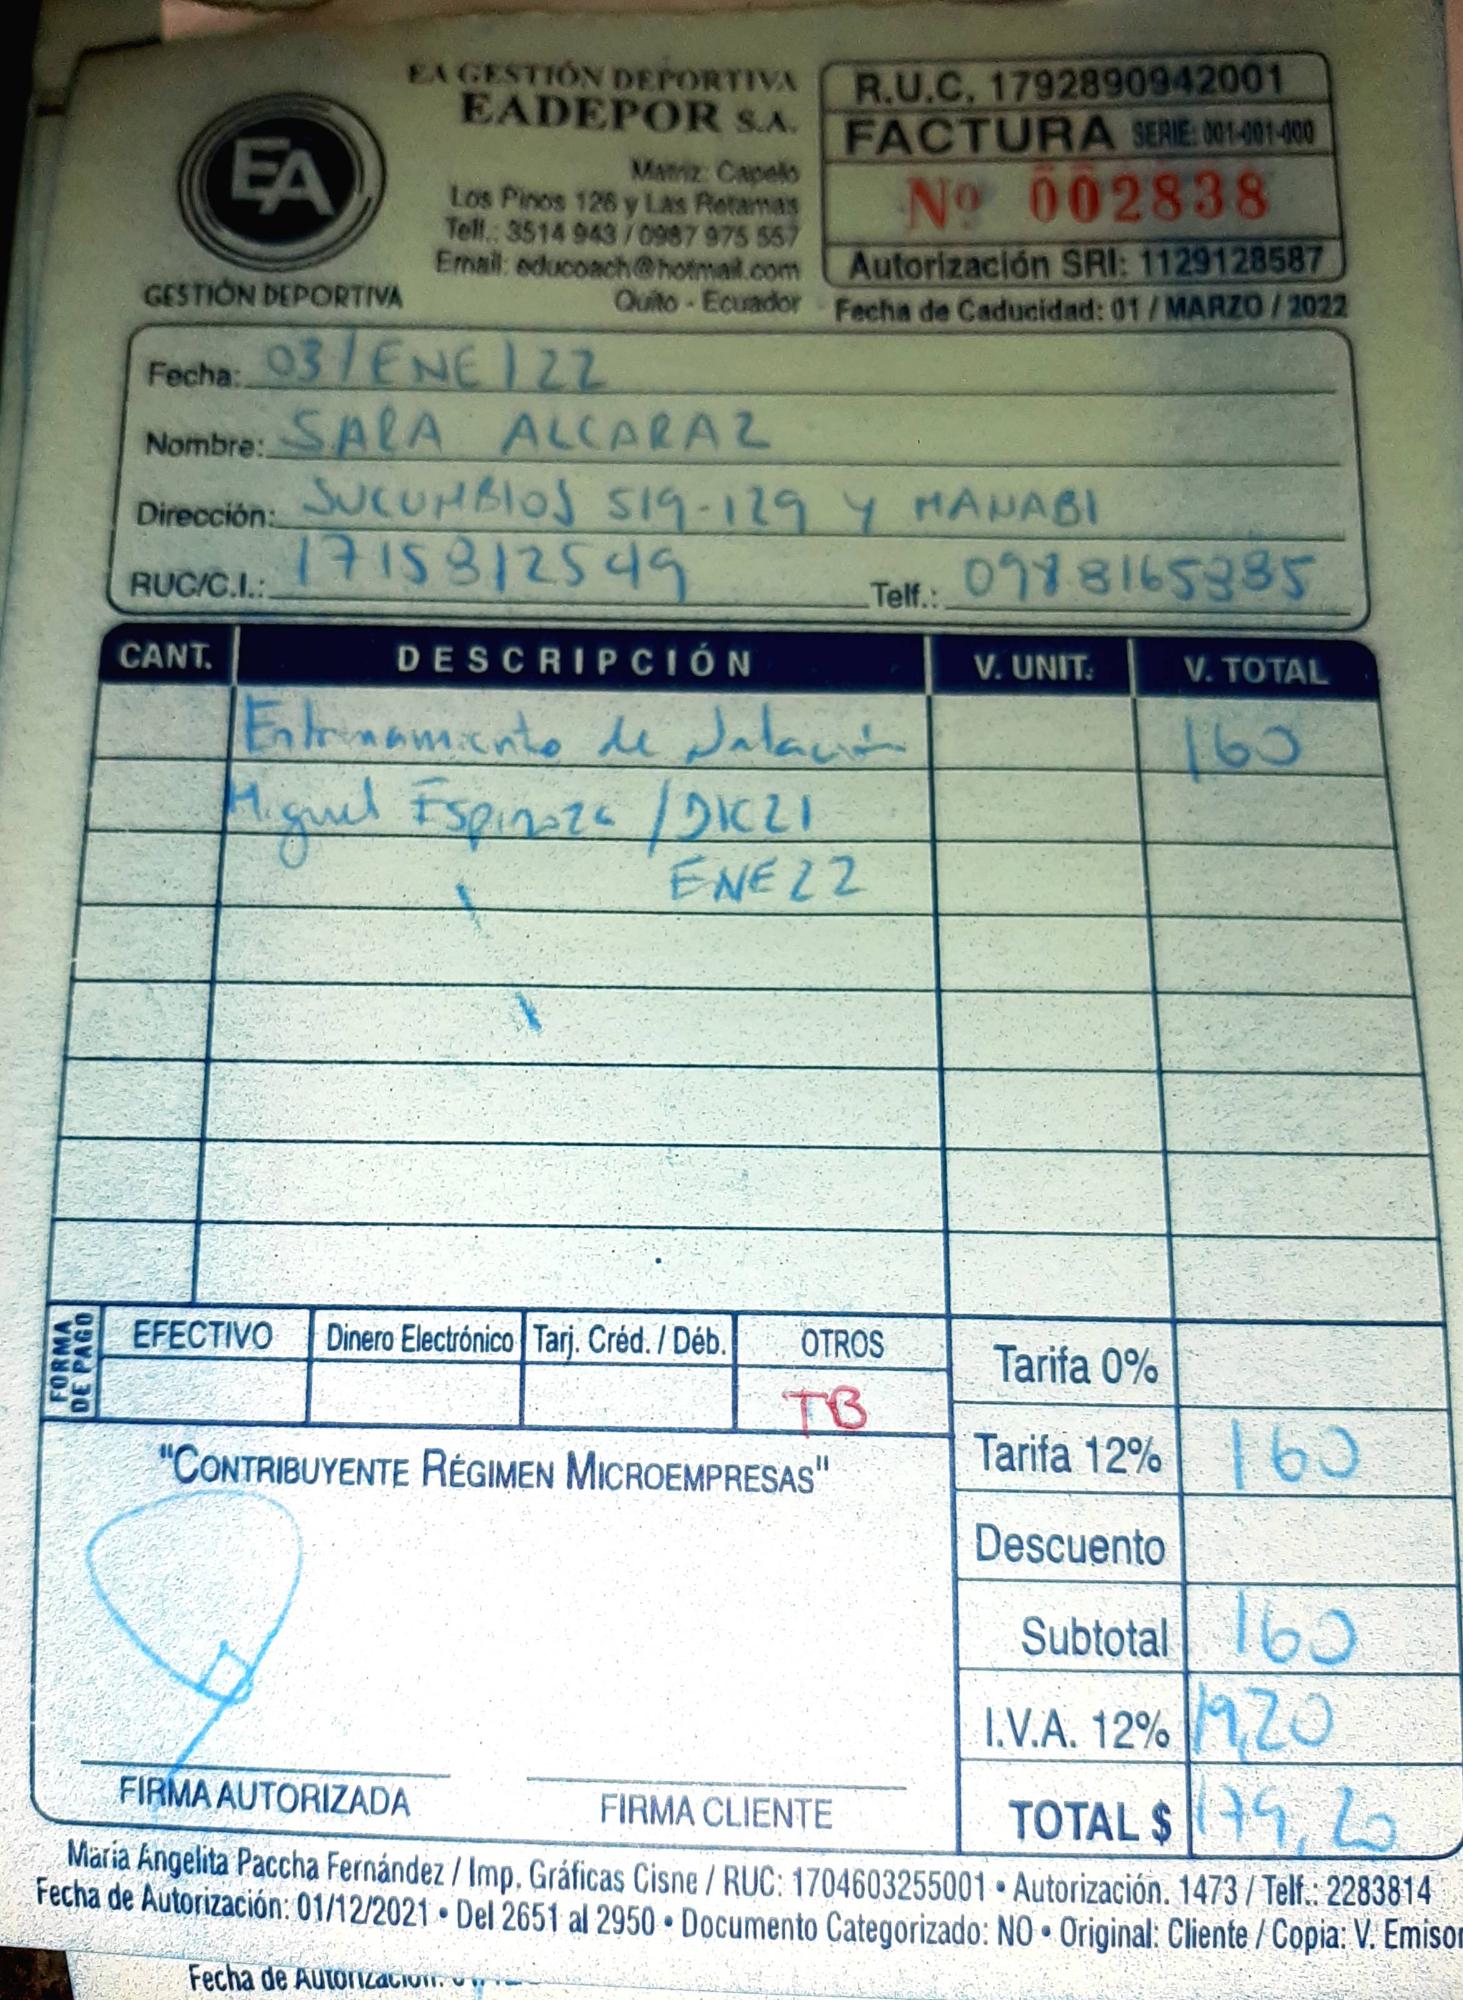 EA
GESTIÓN DEPORTIVA
EA GESTIÓN DEPORTIVA
EADEPOR S.A.
Matriz: Capelo
Los Pinos 126 y Las Retamas
Telf.: 3514 943 / 0987 975 557
Email: educoach@hotmail.com
Quito - Ecuador
R.U.C. 1792890942001
FACTURA SERIE: 001-001-000
Nº 002838
Autorización SRI: 1129128587
Fecha de Caducidad: 01 / MARZO / 2022
Fecha: 03/ENE/22
Nombre: SARA ALCARAZ
Dirección: SUCUMBIOS S19-129 Y MANABI
RUC/C.I.: 1715812549 Telf.:
CANT. DESCRIPCIÓN V. UNIT. V. TOTAL
Entrenamiento de Natación 160
Miguel Espinoza / DIC21
ENE22
FORMA DE PAGO
EFECTIVO Dinero Electrónico Tarj. Créd. / Déb. OTROS
TB
Tarifa 0%
Tarifa 12% 160
Descuento
Subtotal 160
I.V.A. 12% 19,20
TOTAL $ 179,20
"CONTRIBUYENTE RÉGIMEN MICROEMPRESAS"
FIRMA AUTORIZADA FIRMA CLIENTE
María Angelita Paccha Fernández / Imp. Gráficas Cisne / RUC: 1704603255001 • Autorización. 1473 / Telf.: 2283814
Fecha de Autorización: 01/12/2021 • Del 2651 al 2950 • Documento Categorizado: NO • Original: Cliente / Copia: V. Emisor
Fecha de Autorización: